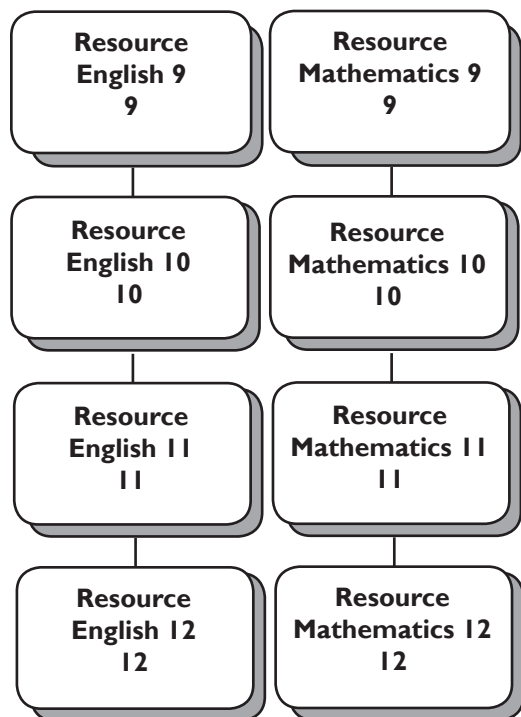 Resource
English 9
9
Resource
Mathematics 9
9
Resource
English 10
10
Resource
Mathematics 10
10
Resource
English 11
11
Resource
Mathematics 11
11
Resource
English 12
12
Resource
Mathematics 12
12